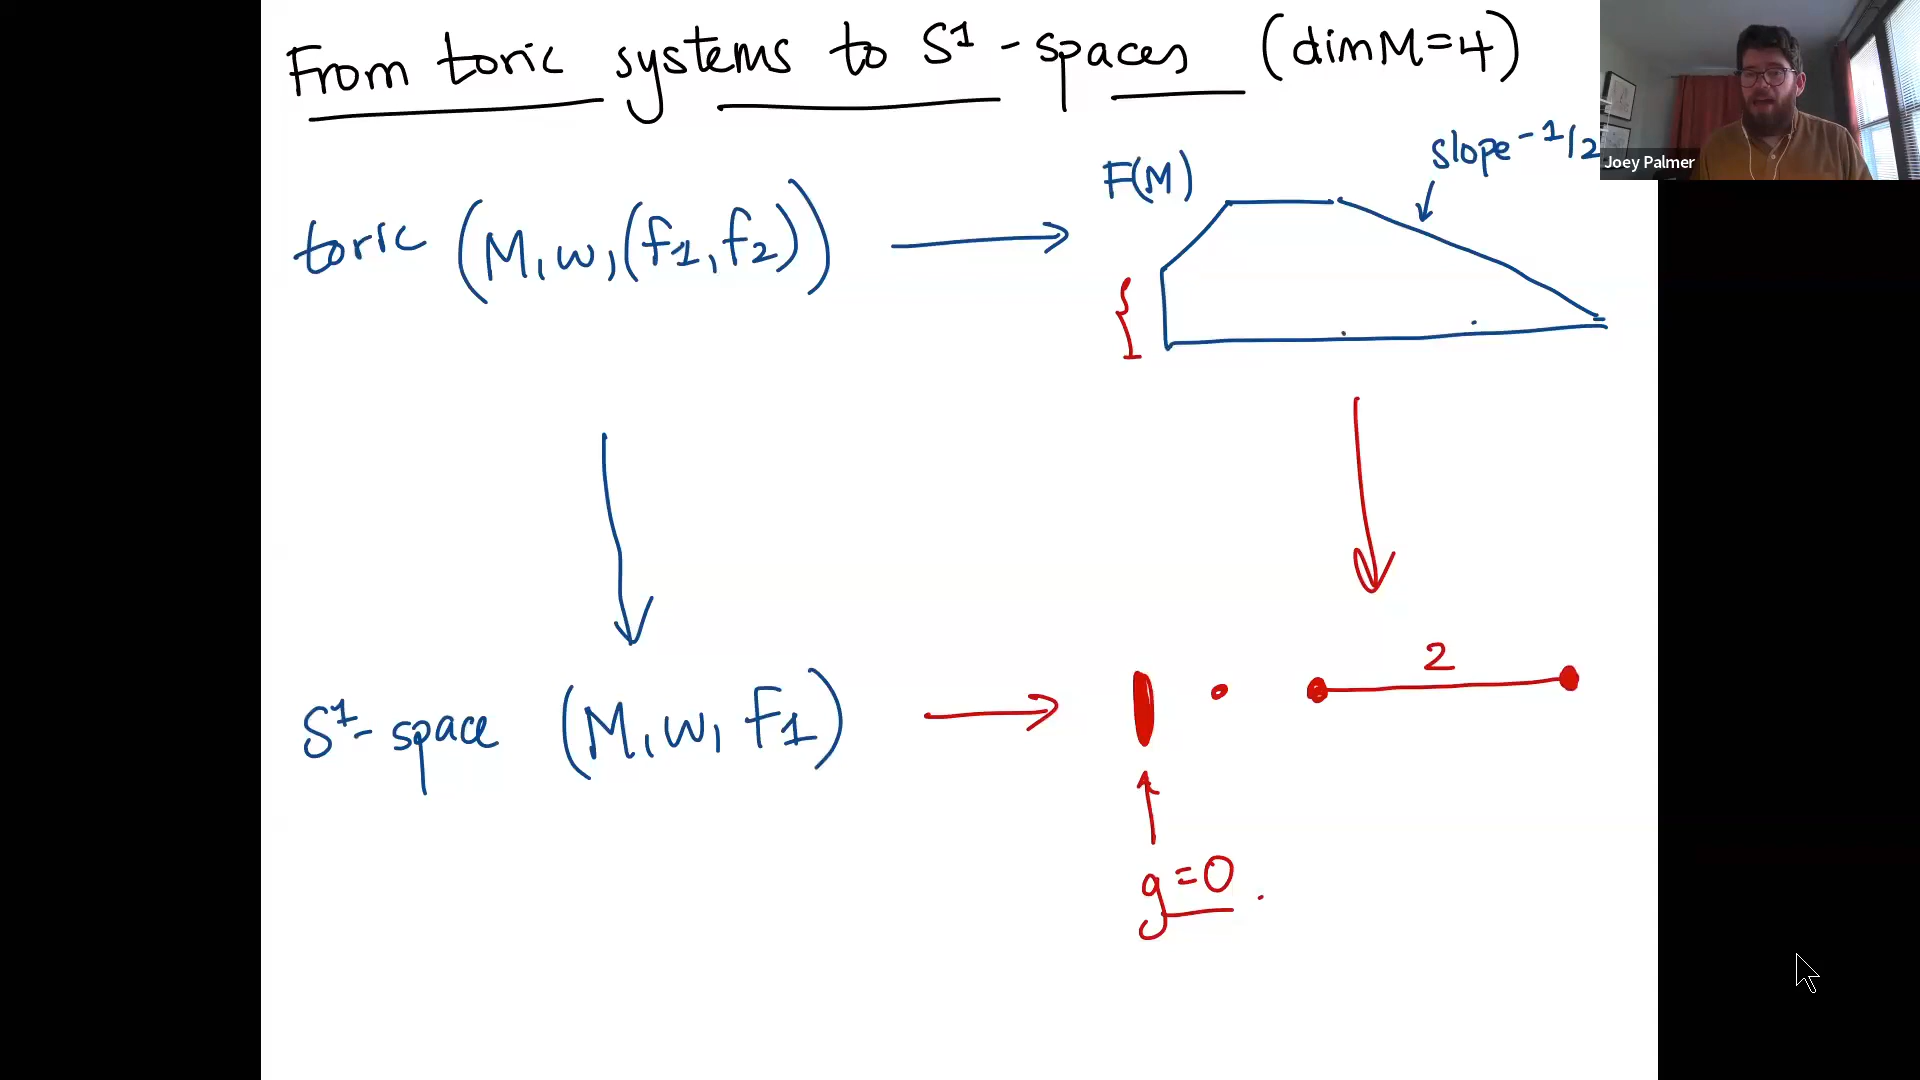 From toric systems to S¹-spaces (dim M=4)
Joey Palmer
slope -1/2
F(M)
toric (M, ω, (f1, f2))
2
S¹-space (M, ω, f1)
g=0.